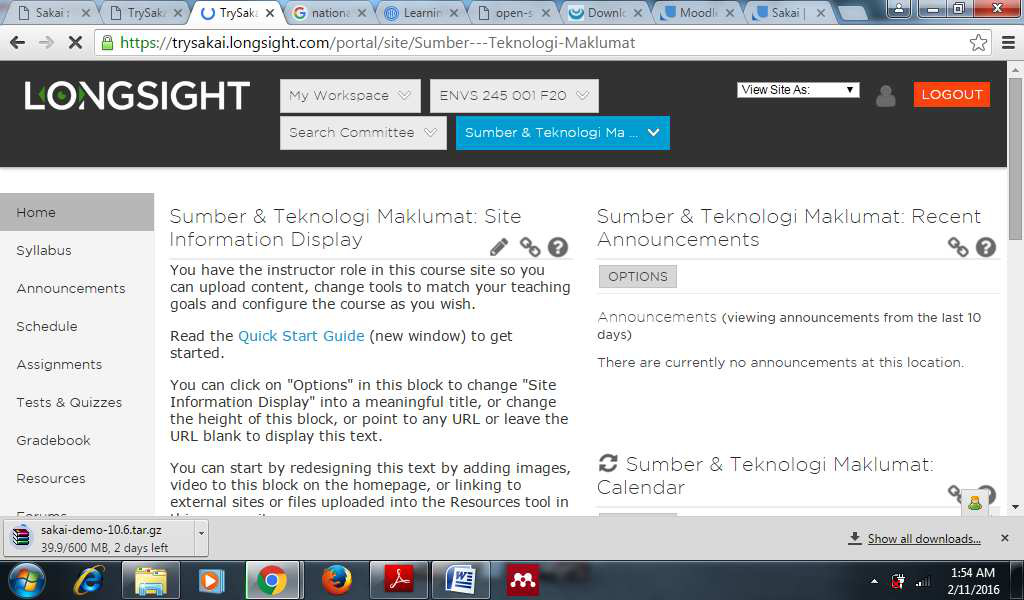 Sakai :
TrySaka
TrySaka
nationa
Learnin
open-s
Downlo
Moodl
Sakai |
https://trysakai.longsight.com/portal/site/Sumber---Teknologi-Maklumat
LONGSIGHT
My Workspace
ENVS 245 001 F20
View Site As:
LOGOUT
Search Committee
Sumber & Teknologi Ma ...
Home
Syllabus
Announcements
Schedule
Assignments
Tests & Quizzes
Gradebook
Resources
Forums
Sumber & Teknologi Maklumat: Site
Information Display
You have the instructor role in this course site so you
can upload content, change tools to match your teaching
goals and configure the course as you wish.
Read the Quick Start Guide (new window) to get
started.
You can click on "Options" in this block to change "Site
Information Display" into a meaningful title, or change
the height of this block, or point to any URL or leave the
URL blank to display this text.
You can start by redesigning this text by adding images,
video to this block on the homepage, or linking to
external sites or files uploaded into the Resources tool in
Sumber & Teknologi Maklumat: Recent
Announcements
OPTIONS
Announcements (viewing announcements from the last 10
days)
There are currently no announcements at this location.
Sumber & Teknologi Maklumat:
Calendar
sakai-demo-10.6.tar.gz
39.9/600 MB, 2 days left
Show all downloads...
1:54 AM
2/11/2016